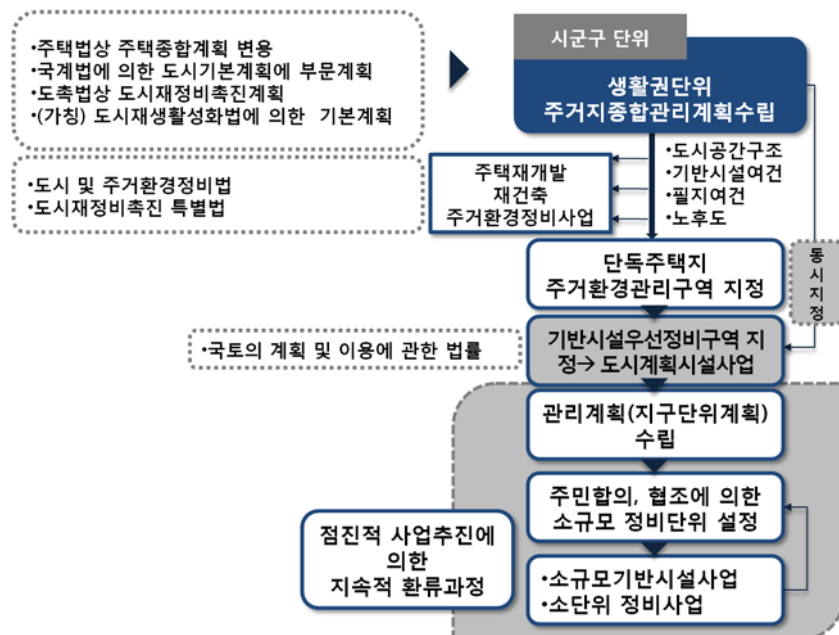 •주택법상 주택종합계획 변용
•국계법에 의한 도시기본계획에 부문계획
•도촉법상 도시재정비촉진계획
•(가칭) 도시재생활성화법에 의한 기본계획
시군구 단위
생활권단위
주거지종합관리계획수립
•도시 및 주거환경정비법
•도시재정비촉진 특별법
주택재개발
재건축
주거환경정비사업
•도시공간구조
•기반시설여건
•필지여건
•노후도
동시지정
단독주택지
주거환경관리구역 지정
•국토의 계획 및 이용에 관한 법률
기반시설우선정비구역 지
정→ 도시계획시설사업
관리계획(지구단위계획)
수립
주민합의, 협조에 의한
소규모 정비단위 설정
점진적 사업추진에
의한
지속적 환류과정
•소규모기반시설사업
•소단위 정비사업